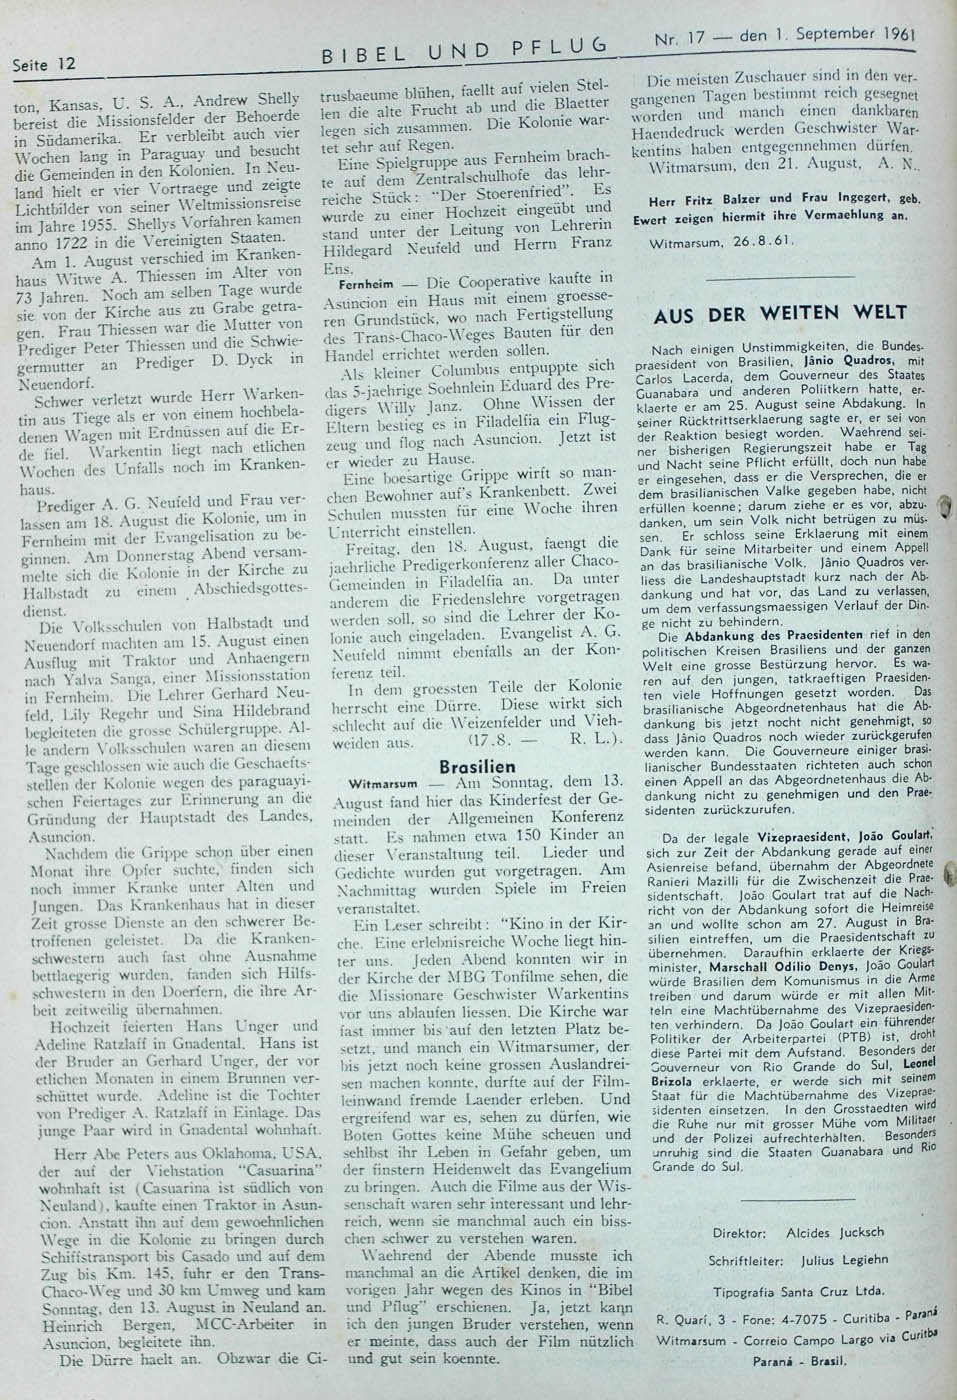 Seite 12
BIBEL UND PFLUG
Nr. 17 — den 1. September 1961
ton, Kansas, U. S. A., Andrew Shelly
bereist die Missionsfelder der Behoerde
in Südamerika. Er verbleibt auch vier
Wochen lang in Paraguay und besucht
die Gemeinden in den Kolonien. In Neu-
land hielt er vier Vortraege und zeigte
Lichtbilder von seiner Weltmissionsreise
im Jahre 1955. Shellys Vorfahren kamen
anno 1722 in die Vereinigten Staaten.
Am 1. August verschied im Kranken-
haus Witwe A. Thiessen im Alter von
73 Jahren. Noch am selben Tage wurde
sie von der Kirche aus zu Grabe getra-
gen. Frau Thiessen war die Mutter von
Prediger Peter Thiessen und die Schwie-
germutter an Prediger D. Dyck in
Neuendorf.
Schwer verletzt wurde Herr Warken-
tin aus Tiege als er von einem hochbela-
denen Wagen mit Erdnüssen auf die Er-
de fiel. Warkentin liegt nach etlichen
Wochen des Unfalls noch im Kranken-
haus.
Prediger A. G. Neufeld und Frau ver-
lassen am 18. August die Kolonie, um in
Fernheim mit der Evangelisation zu be-
ginnen. Am Donnerstag Abend versam-
melte sich die Kolonie in der Kirche zu
Halbstadt zu einem Abschiedsgottes-
dienst.
Die Volksschulen von Halbstadt und
Neuendorf machten am 15. August einen
Ausflug mit Traktor und Anhaengern
nach Yalva Sanga, einer Missionsstation
in Fernheim. Die Lehrer Gerhard Neu-
feld, Lily Regehr und Sina Hildebrand
begleiteten die grosse Schülergruppe. Al-
le andern Volksschulen waren an diesem
Tage geschlossen wie auch die Geschaefts-
stellen der Kolonie wegen des paraguayi-
schen Feiertages zur Erinnerung an die
Gründung der Hauptstadt des Landes,
Asuncion.
Nachdem die Grippe schon über einen
Monat ihre Opfer suchte, finden sich
noch immer Kranke unter Alten und
Jungen. Das Krankenhaus hat in dieser
Zeit grosse Dienste an den schwerer Be-
troffenen geleistet. Da die Kranken-
schwestern auch fast ohne Ausnahme
bettlaegerig wurden, fanden sich Hilfs-
schwestern in den Doerfern, die ihre Ar-
beit zeitweilig übernahmen.
Hochzeit feierten Hans Unger und
Adeline Ratzlaff in Gnadental. Hans ist
der Bruder an Gerhard Unger, der vor
etlichen Monaten in einem Brunnen ver-
schüttet wurde. Adeline ist die Tochter
von Prediger A. Ratzlaff in Einlage. Das
junge Paar wird in Gnadental wohnhaft.
Herr Abe Peters aus Oklahoma, USA,
der auf der Viehstation "Casuarina"
wohnhaft ist (Casuarina ist südlich von
Neuland), kaufte einen Traktor in Asun-
cion. Anstatt ihn auf dem gewoehnlichen
Wege in die Kolonie zu bringen durch
Schiffstransport bis Casado und auf dem
Zug bis Km. 145, fuhr er den Trans-
Chaco-Weg und 30 km Umweg und kam
Sonntag, den 13. August in Neuland an.
Heinrich Bergen, MCC-Arbeiter in
Asuncion, begleitete ihn.
Die Dürre haelt an. Obzwar die Ci-
trusbaeume blühen, faellt auf vielen Stel-
len die alte Frucht ab und die Blaetter
legen sich zusammen. Die Kolonie war-
tet sehr auf Regen.
Eine Spielgruppe aus Fernheim brach-
te auf dem Zentralschulhofe das lehr-
reiche Stück: "Der Stoerenfried". Es
wurde zu einer Hochzeit eingeübt und
stand unter der Leitung von Lehrerin
Hildegard Neufeld und Herrn Franz
Ens.
Fernheim — Die Cooperative kaufte in
Asuncion ein Haus mit einem groesse-
ren Grundstück, wo nach Fertigstellung
des Trans-Chaco-Weges Bauten für den
Handel errichtet werden sollen.
Als kleiner Columbus entpuppte sich
das 5-jaehrige Soehnlein Eduard des Pre-
digers Willy Janz. Ohne Wissen der
Eltern bestieg es in Filadelfia ein Flug-
zeug und flog nach Asuncion. Jetzt ist
er wieder zu Hause.
Eine boesartige Grippe wirft so man-
chen Bewohner auf's Krankenbett. Zwei
Schulen mussten für eine Woche ihren
Unterricht einstellen.
Freitag, den 18. August, faengt die
jaehrliche Predigerkonferenz aller Chaco-
Gemeinden in Filadelfia an. Da unter
anderem die Friedenslehre vorgetragen
werden soll, so sind die Lehrer der Ko-
lonie auch eingeladen. Evangelist A. G.
Neufeld nimmt ebenfalls an der Kon-
ferenz teil.
In dem groessten Teile der Kolonie
herrscht eine Dürre. Diese wirkt sich
schlecht auf die Weizenfelder und Vieh-
weiden aus. (17.8. — R. L.).
Brasilien
Witmarsum — Am Sonntag, dem 13.
August fand hier das Kinderfest der Ge-
meinden der Allgemeinen Konferenz
statt. Es nahmen etwa 150 Kinder an
dieser Veranstaltung teil. Lieder und
Gedichte wurden gut vorgetragen. Am
Nachmittag wurden Spiele im Freien
veranstaltet.
Ein Leser schreibt: "Kino in der Kir-
che. Eine erlebnisreiche Woche liegt hin-
ter uns. Jeden Abend konnten wir in
der Kirche der MBG Tonfilme sehen, die
die Missionare Geschwister Warkentins
vor uns ablaufen liessen. Die Kirche war
fast immer bis auf den letzten Platz be-
setzt, und manch ein Witmarsumer, der
bis jetzt noch keine grossen Auslandrei-
sen machen konnte, durfte auf der Film-
leinwand fremde Laender erleben. Und
ergreifend war es, sehen zu dürfen, wie
Boten Gottes keine Mühe scheuen und
sehlbst ihr Leben in Gefahr geben, um
der finstern Heidenwelt das Evangelium
zu bringen. Auch die Filme aus der Wis-
senschaft waren sehr interessant und lehr-
reich, wenn sie manchmal auch ein biss-
chen schwer zu verstehen waren.
Waehrend der Abende musste ich
manchmal an die Artikel denken, die im
vorigen Jahr wegen des Kinos in "Bibel
und Pflug" erschienen. Ja, jetzt kann
ich den jungen Bruder verstehen, wenn
er meinte, dass auch der Film nützlich
und gut sein koennte.
Die meisten Zuschauer sind in den ver-
gangenen Tagen bestimmt reich gesegnet
worden und manch einen dankbaren
Haendedruck werden Geschwister War-
kentins haben entgegennehmen dürfen.
Witmarsum, den 21. August, A. N.
Herr Fritz Balzer und Frau Ingegert, geb.
Ewert zeigen hiermit ihre Vermaehlung an.
Witmarsum, 26.8.61.
AUS DER WEITEN WELT
Nach einigen Unstimmigkeiten, die Bundes-
praesident von Brasilien, Jânio Quadros, mit
Carlos Lacerda, dem Gouverneur des Staates
Guanabara und anderen Poliitkern hatte, er-
klaerte er am 25. August seine Abdakung. In
seiner Rücktrittserklaerung sagte er, er sei von
der Reaktion besiegt worden. Waehrend sei-
ner bisherigen Regierungszeit habe er Tag
und Nacht seine Pflicht erfüllt, doch nun habe
er eingesehen, dass er die Versprechen, die er
dem brasilianischen Valke gegeben habe, nicht
erfüllen koenne; darum ziehe er es vor, abzu-
danken, um sein Volk nicht betrügen zu müs-
sen. Er schloss seine Erklaerung mit einem
Dank für seine Mitarbeiter und einem Appell
an das brasilianische Volk. Jânio Quadros ver-
liess die Landeshauptstadt kurz nach der Ab-
dankung und hat vor, das Land zu verlassen,
um dem verfassungsmaessigen Verlauf der Din-
ge nicht zu behindern.
Die Abdankung des Praesidenten rief in den
politischen Kreisen Brasiliens und der ganzen
Welt eine grosse Bestürzung hervor. Es wa-
ren auf den jungen, tatkraeftigen Praesiden-
ten viele Hoffnungen gesetzt worden. Das
brasilianische Abgeordnetenhaus hat die Ab-
dankung bis jetzt nocht nicht genehmigt, so
dass Jânio Quadros noch wieder zurückgerufen
werden kann. Die Gouverneure einiger brasi-
lianischer Bundesstaaten richteten auch schon
einen Appell an das Abgeordnetenhaus die Ab-
dankung nicht zu genehmigen und den Prae-
sidenten zurückzurufen.
Da der legale Vizepraesident, João Goulart,
sich zur Zeit der Abdankung gerade auf einer
Asienreise befand, übernahm der Abgeordnete
Ranieri Mazilli für die Zwischenzeit die Prae-
sidentschaft. João Goulart trat auf die Nach-
richt von der Abdankung sofort die Heimreise
an und wollte schon am 27. August in Bra-
silien eintreffen, um die Praesidentschaft zu
übernehmen. Daraufhin erklaerte der Kriegs-
minister, Marschall Odilio Denys, João Goulart
würde Brasilien dem Komunismus in die Arme
treiben und darum würde er mit allen Mit-
teln eine Machtübernahme des Vizepraesiden-
ten verhindern. Da João Goulart ein führender
Politiker der Arbeiterpartei (PTB) ist, droht
diese Partei mit dem Aufstand. Besonders der
Gouverneur von Rio Grande do Sul, Leonel
Brizola erklaerte, er werde sich mit seinem
Staat für die Machtübernahme des Vizeprae-
sidenten einsetzen. In den Grosstaedten wird
die Ruhe nur mit grosser Mühe vom Militaer
und der Polizei aufrechterhalten. Besonders
unruhig sind die Staaten Guanabara und Rio
Grande do Sul.
Direktor: Alcides Jucksch
Schriftleiter: Julius Legiehn
Tipografia Santa Cruz Ltda.
R. Quari, 3 - Fone: 4-7075 - Curitiba - Paraná
Witmarsum - Correio Campo Largo via Curitba
Paraná - Brasil.